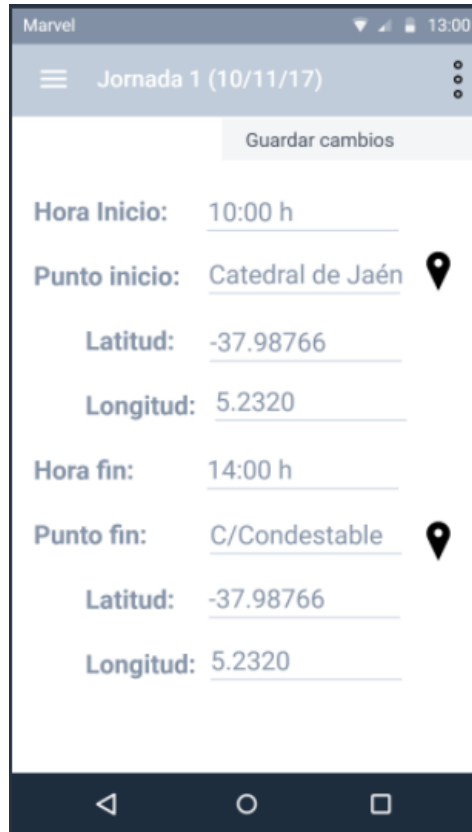 Marvel 13:00
Jornada 1 (10/11/17)
Guardar cambios
Hora Inicio: 10:00 h
Punto inicio: Catedral de Jaén
Latitud: -37.98766
Longitud: 5.2320
Hora fin: 14:00 h
Punto fin: C/Condestable
Latitud: -37.98766
Longitud: 5.2320